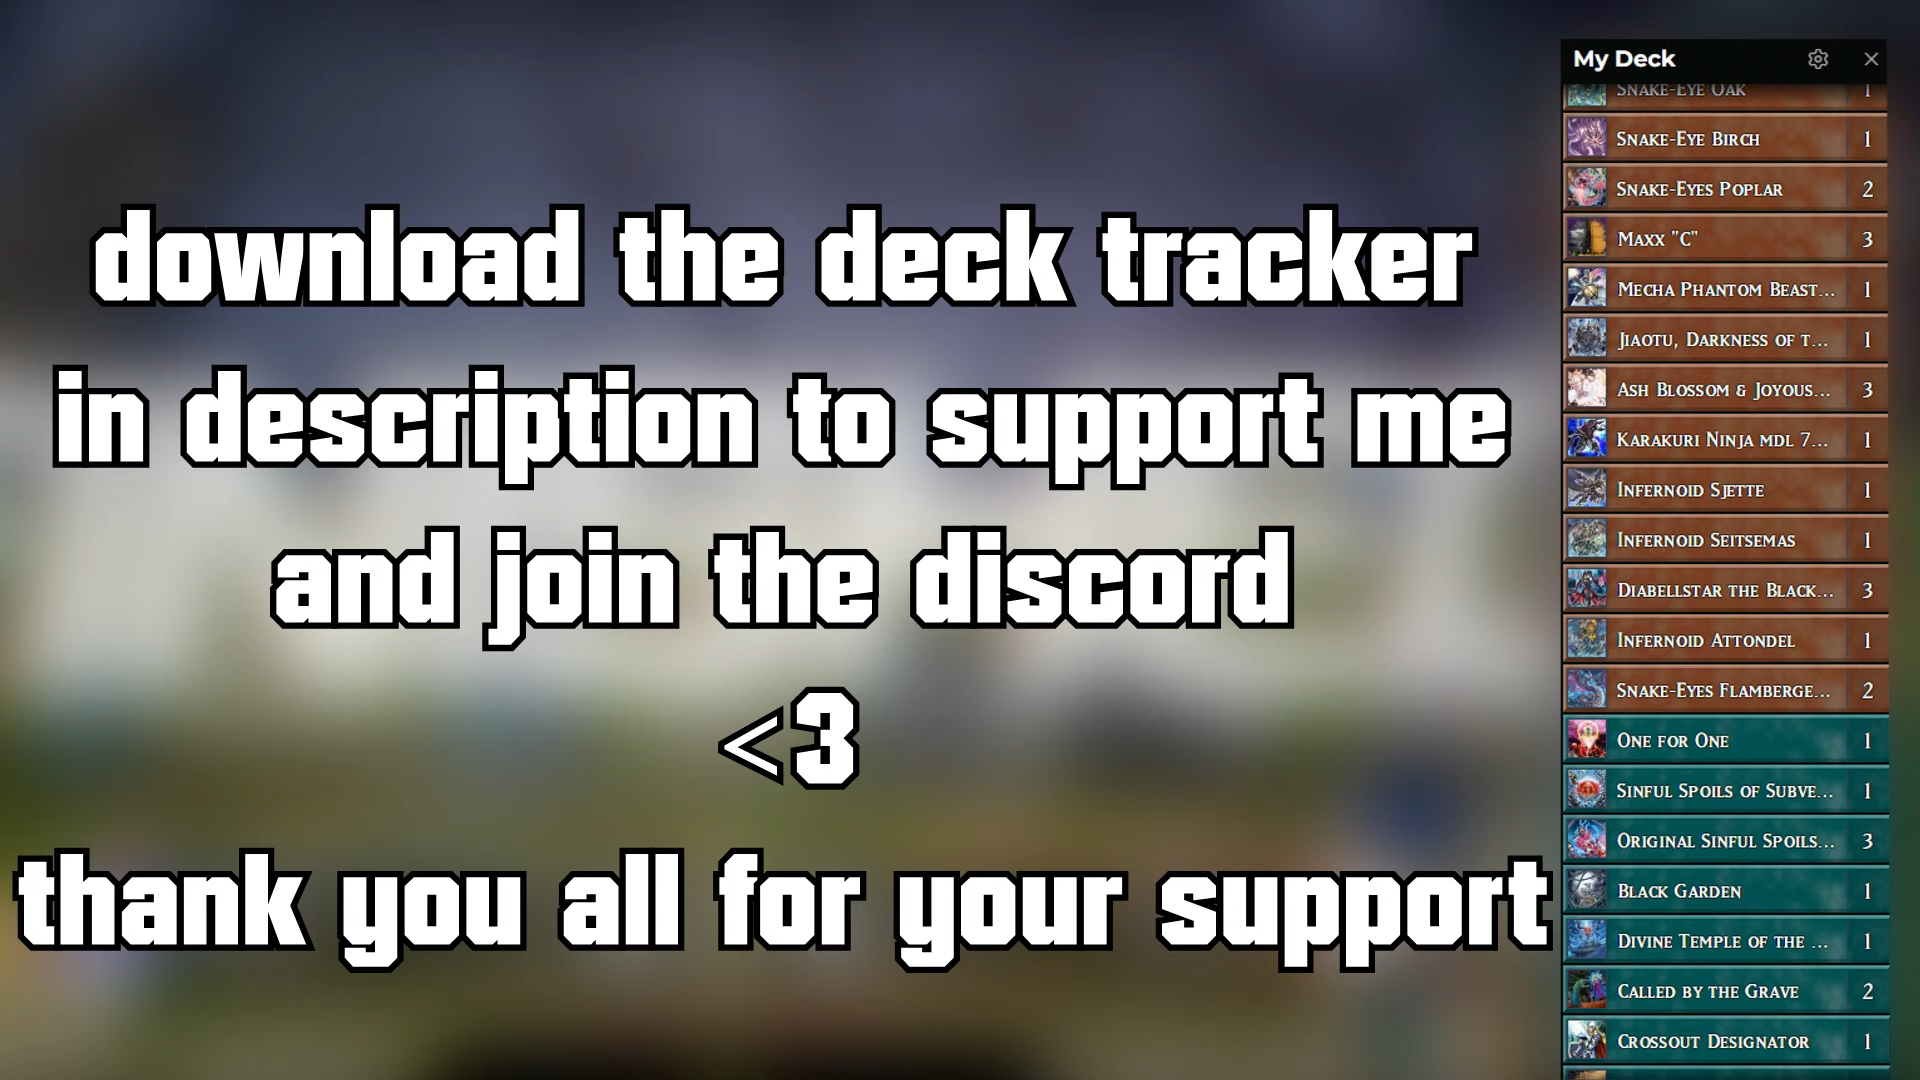 download the deck tracker
in description to support me
and join the discord
<3
thank you all for your support
My Deck
SNAKE-EYE OAK 1
SNAKE-EYE BIRCH 1
SNAKE-EYES POPLAR 2
MAXX "C" 3
MECHA PHANTOM BEAST... 1
JIAOTU, DARKNESS OF T... 1
ASH BLOSSOM & JOYOUS... 3
KARAKURI NINJA MDL 7... 1
INFERNOID SJETTE 1
INFERNOID SEITSEMAS 1
DIABELLSTAR THE BLACK... 3
INFERNOID ATTONDEL 1
SNAKE-EYES FLAMBERGE... 2
ONE FOR ONE 1
SINFUL SPOILS OF SUBVE... 1
ORIGINAL SINFUL SPOILS... 3
BLACK GARDEN 1
DIVINE TEMPLE OF THE ... 1
CALLED BY THE GRAVE 2
CROSSOUT DESIGNATOR 1